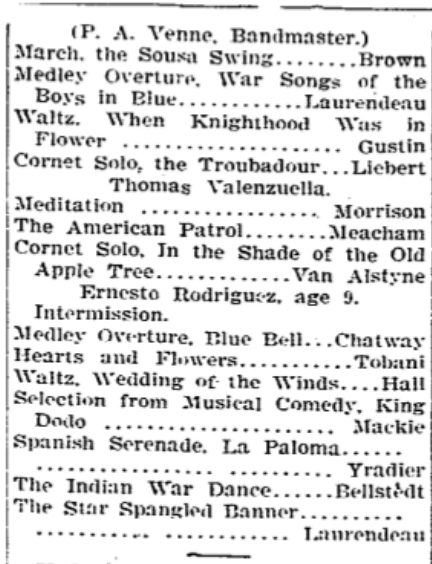 (P. A. Venne, Bandmaster.)
March, the Sousa Swing........Brown
Medley Overture, War Songs of the
Boys in Blue............Laurendeau
Waltz, When Knighthood Was in
Flower ..................... Gustin
Cornet Solo, the Troubadour...Liebert
Thomas Valenzuella.
Meditation ................. Morrison
The American Patrol........Meacham
Cornet Solo, In the Shade of the Old
Apple Tree.............Van Alstyne
Ernesto Rodriguez, age 9.
Intermission.
Medley Overture, Blue Bell...Chatway
Hearts and Flowers...........Tobani
Waltz, Wedding of the Winds....Hall
Selection from Musical Comedy, King
Dodo ...................... Mackie
Spanish Serenade, La Paloma......
.................. .......... Yradier
The Indian War Dance......Bellstedt
The Star Spangled Banner..........
............. ............ Laurendeau